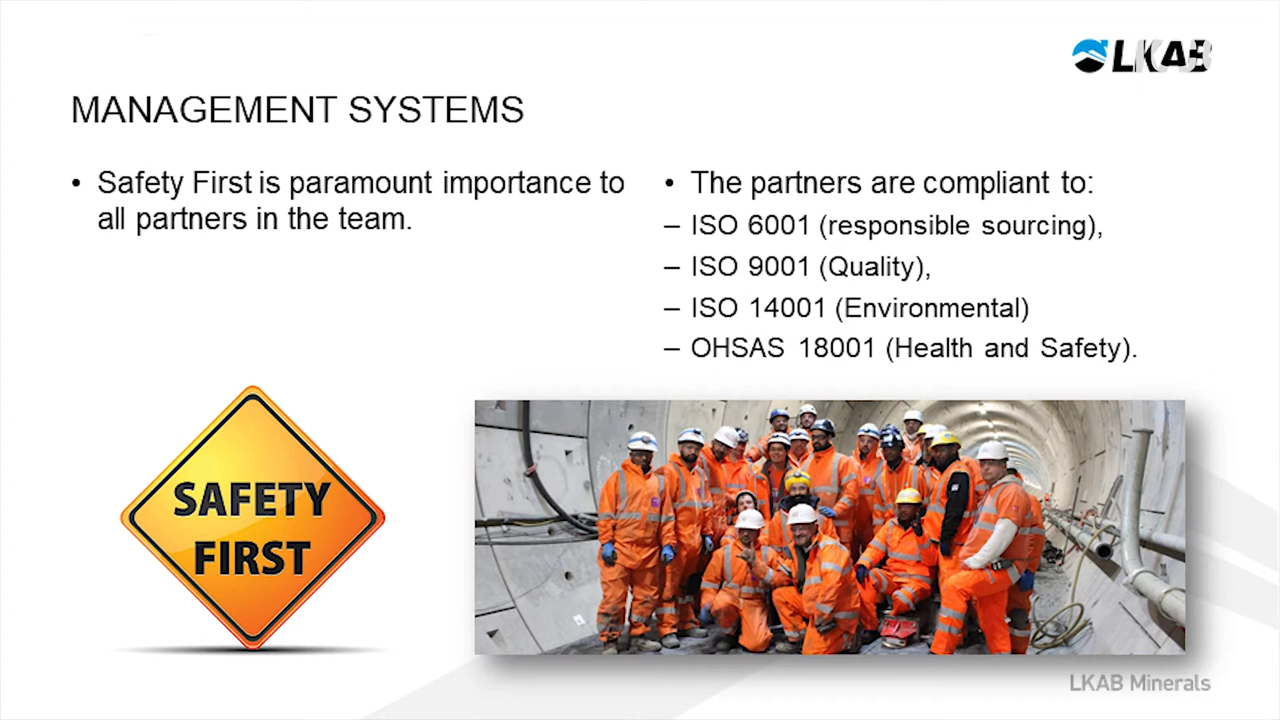 LKAB
MANAGEMENT SYSTEMS
• Safety First is paramount importance to
all partners in the team.
• The partners are compliant to:
– ISO 6001 (responsible sourcing),
– ISO 9001 (Quality),
– ISO 14001 (Environmental)
– OHSAS 18001 (Health and Safety).
SAFETY
FIRST
LKAB Minerals